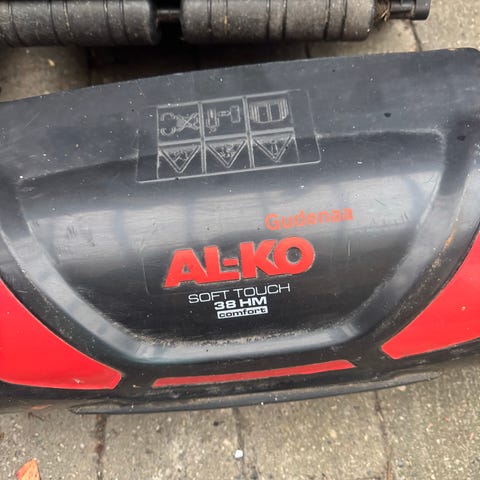 Gudenaa
AL-KO
SOFT TOUCH
38 HM
comfort